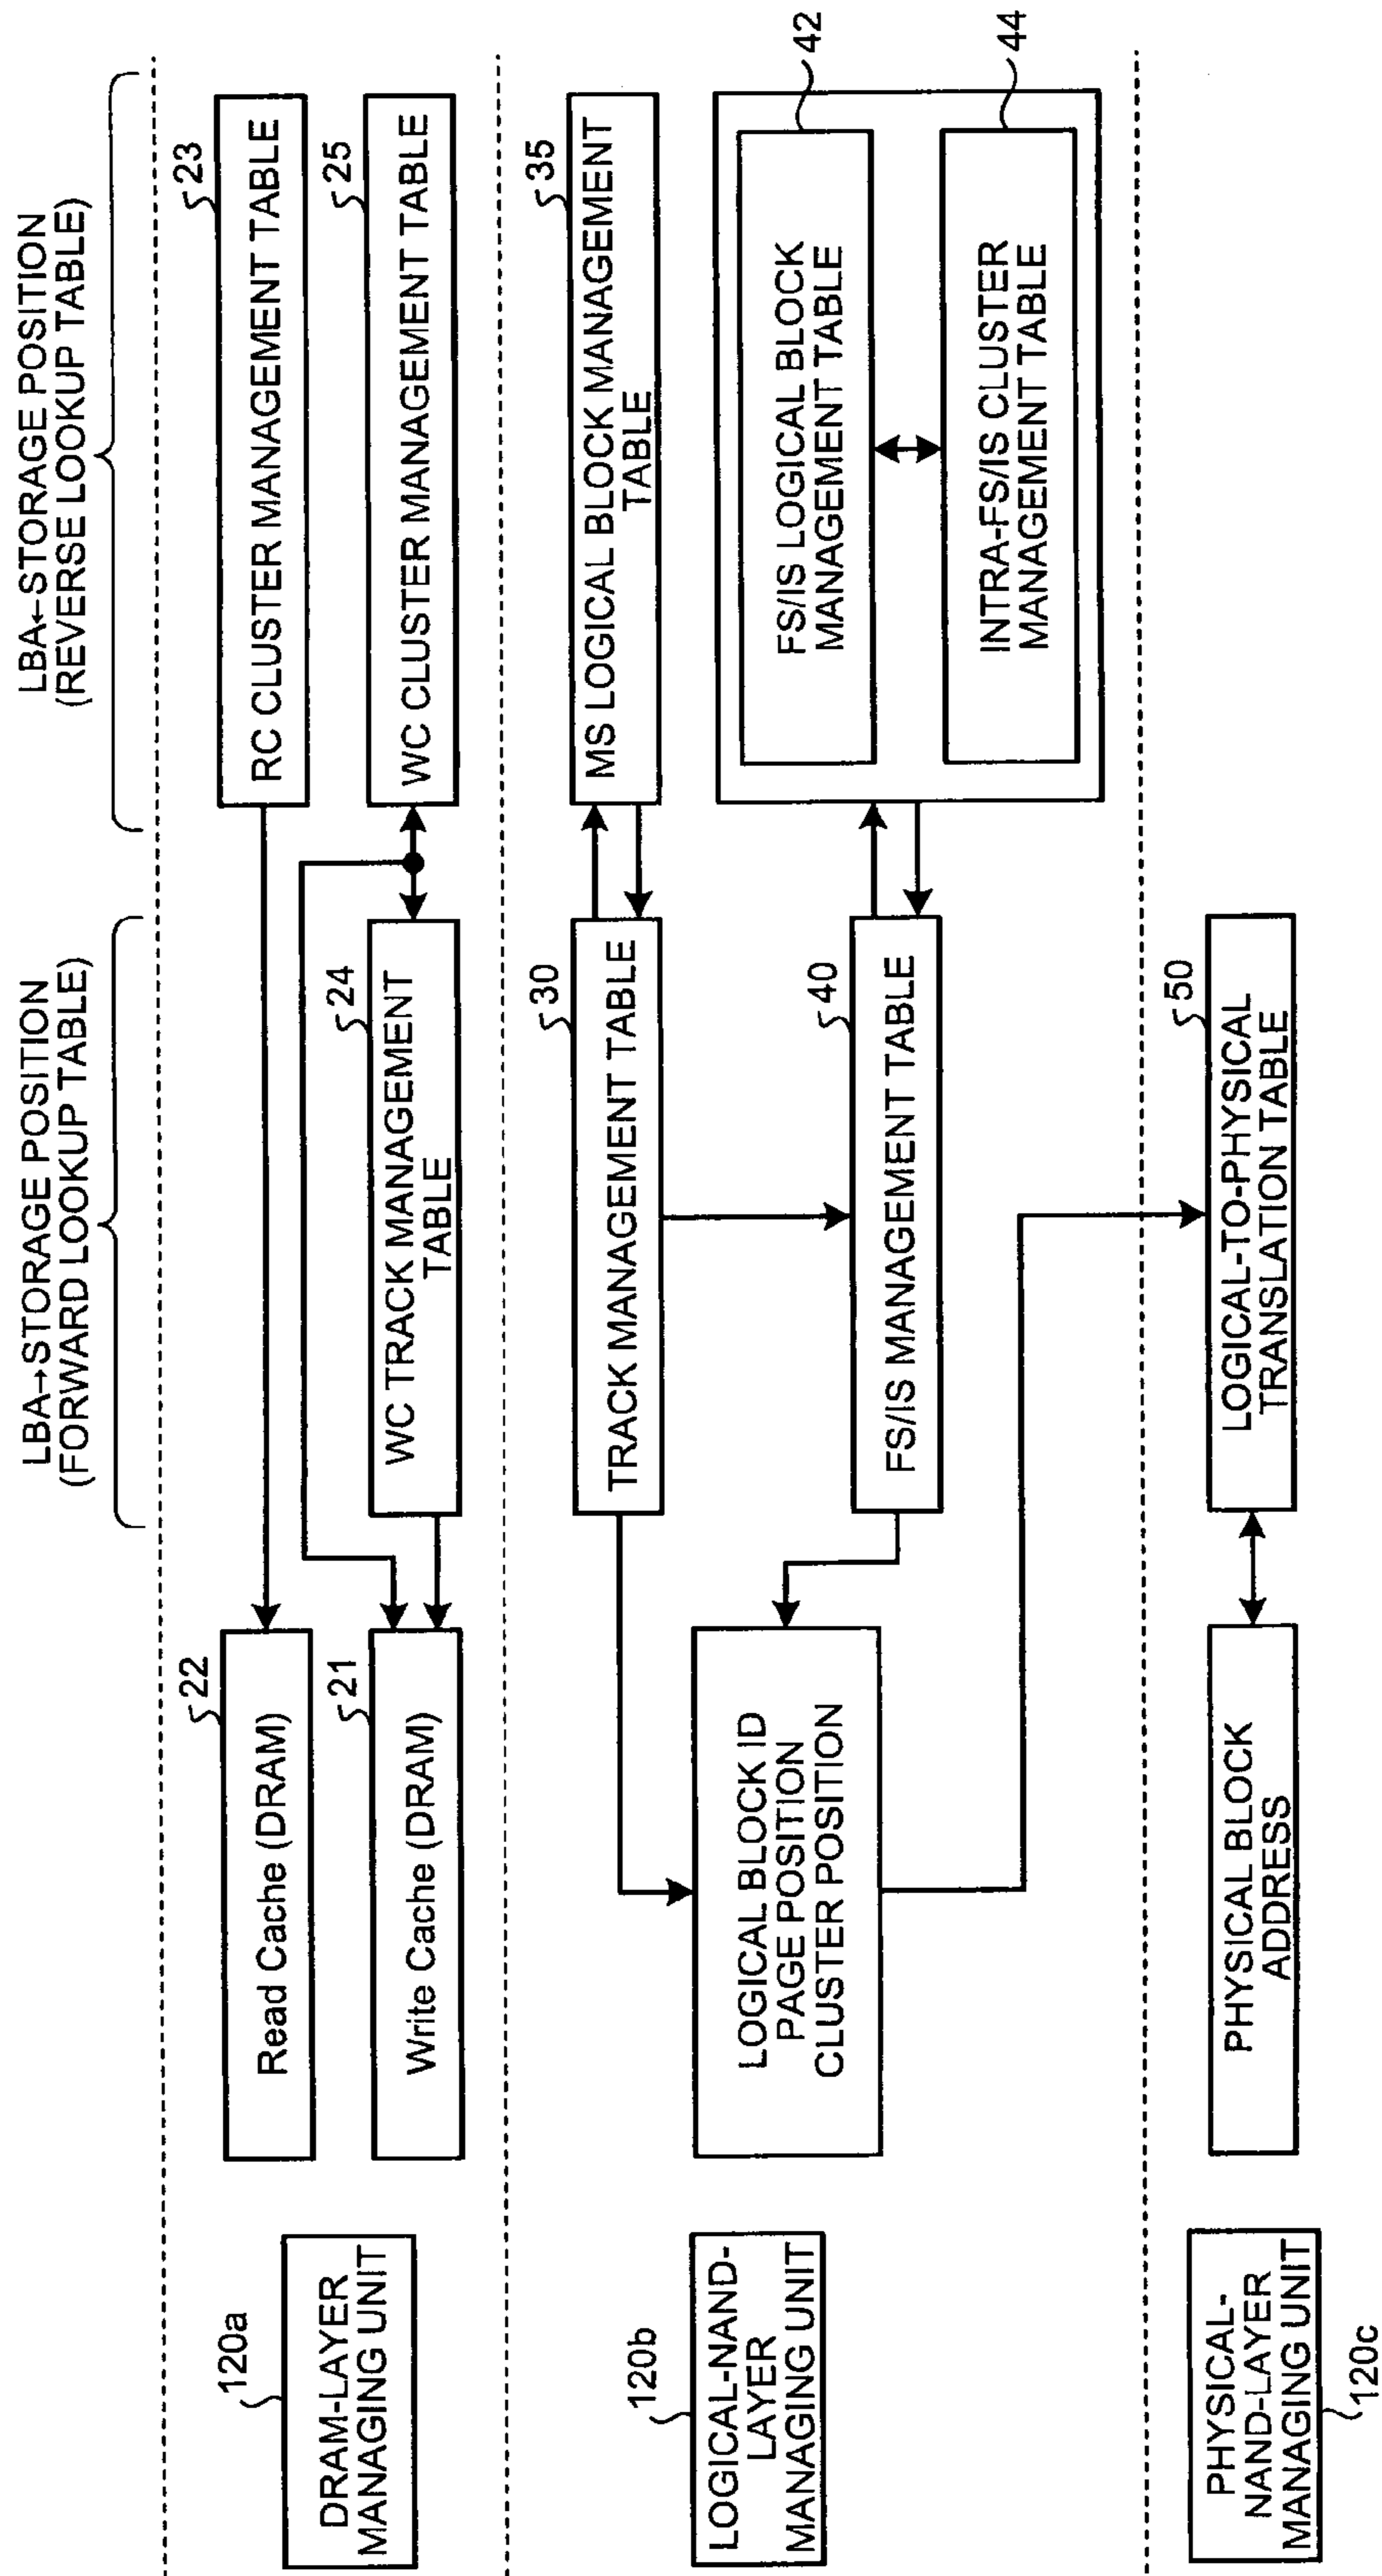 LBA→STORAGE POSITION
(FORWARD LOOKUP TABLE)
LBA←STORAGE POSITION
(REVERSE LOOKUP TABLE)
120a
DRAM-LAYER
MANAGING UNIT
22
Read Cache (DRAM)
23
RC CLUSTER MANAGEMENT TABLE
21
Write Cache (DRAM)
24
WC TRACK MANAGEMENT
TABLE
25
WC CLUSTER MANAGEMENT TABLE
120b
LOGICAL-NAND-
LAYER
MANAGING UNIT
LOGICAL BLOCK ID
PAGE POSITION
CLUSTER POSITION
30
TRACK MANAGEMENT TABLE
35
MS LOGICAL BLOCK MANAGEMENT
TABLE
40
FS/IS MANAGEMENT TABLE
42
FS/IS LOGICAL BLOCK
MANAGEMENT TABLE
44
INTRA-FS/IS CLUSTER
MANAGEMENT TABLE
PHYSICAL-
NAND-LAYER
MANAGING UNIT
120c
PHYSICAL BLOCK
ADDRESS
50
LOGICAL-TO-PHYSICAL
TRANSLATION TABLE